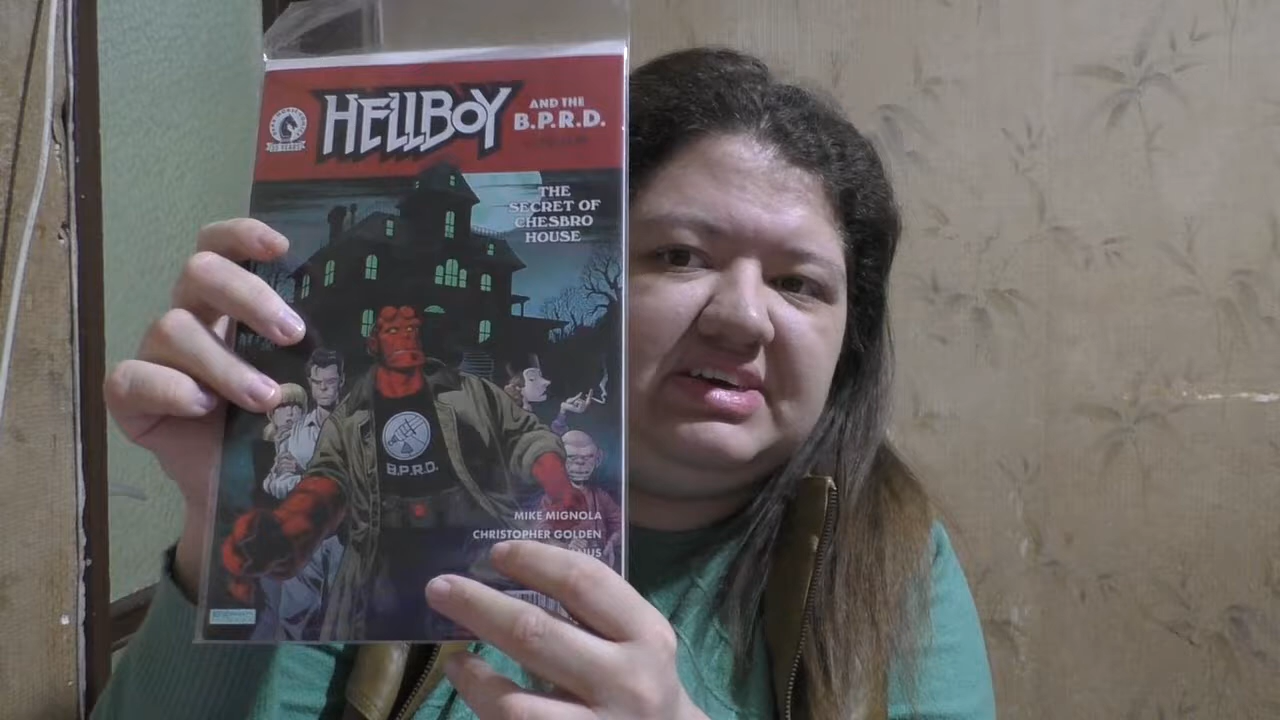 HELLBOY
AND THE
B.P.R.D.
THE
SECRET OF
CHESBRO
HOUSE
B.P.R.D.
MIKE MIGNOLA
CHRISTOPHER GOLDEN